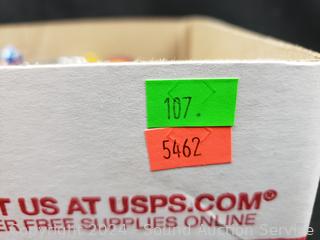 107.
5462
T US AT USPS.COM®
ER FREE SUPPLIES ONLINE
Copyright 2024 - Sound Auction Service